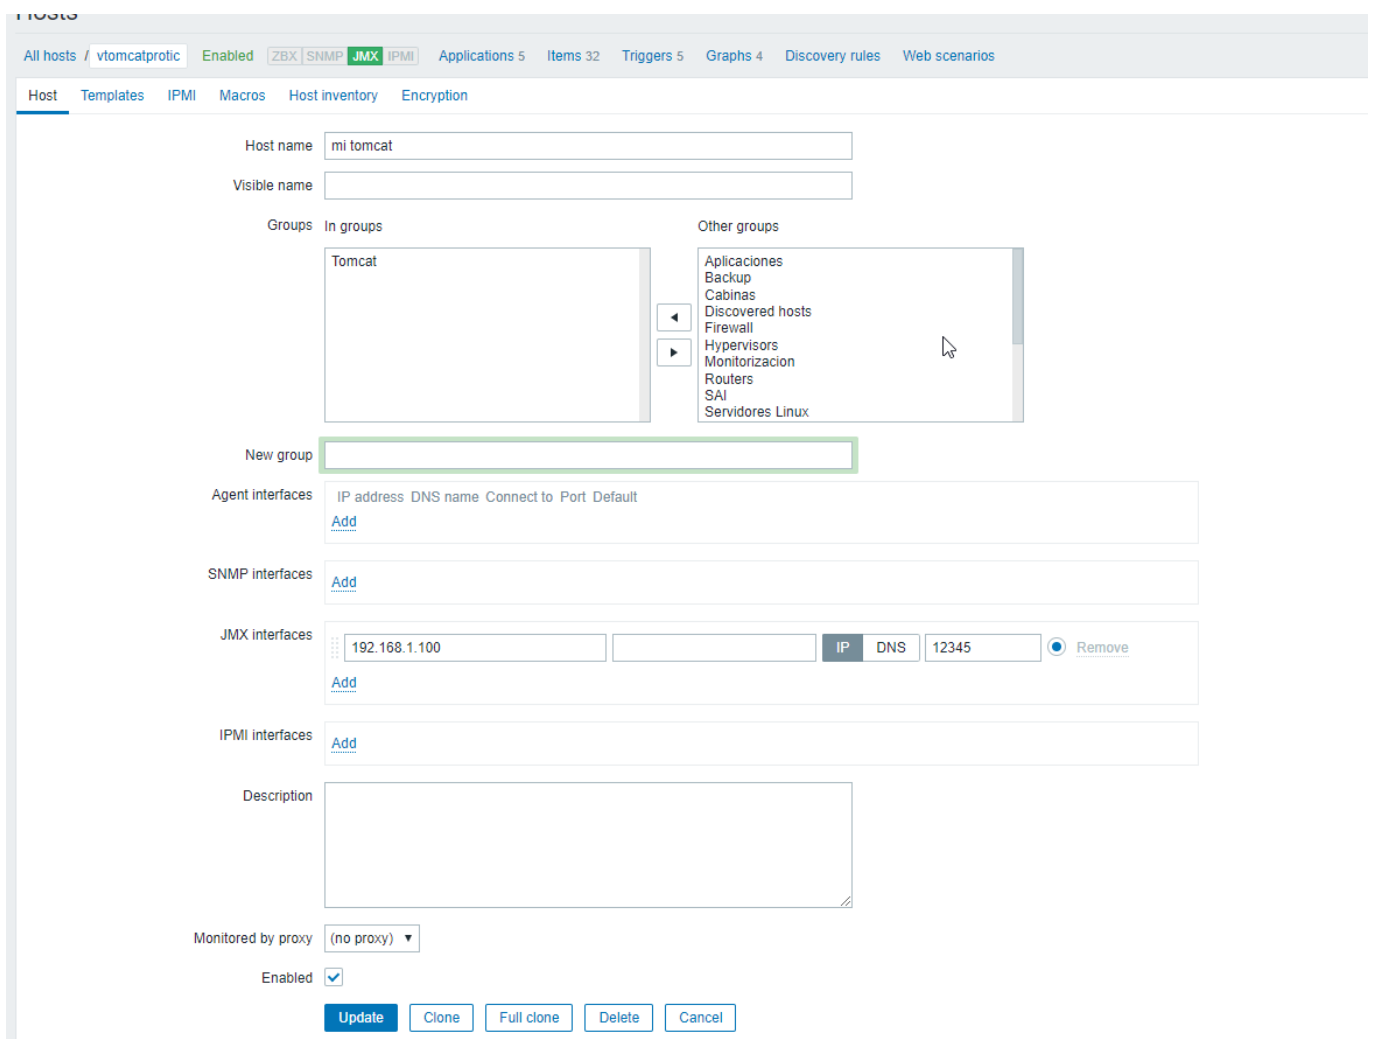 Hosts
All hosts / vtomcatprotic Enabled ZBX SNMP JMX IPMI Applications 5 Items 32 Triggers 5 Graphs 4 Discovery rules Web scenarios
Host Templates IPMI Macros Host inventory Encryption
Host name mi tomcat
Visible name
Groups In groups Other groups
Tomcat
Aplicaciones
Backup
Cabinas
Discovered hosts
Firewall
Hypervisors
Monitorizacion
Routers
SAI
Servidores Linux
New group
Agent interfaces IP address DNS name Connect to Port Default
Add
SNMP interfaces Add
JMX interfaces 192.168.1.100 IP DNS 12345 Remove
Add
IPMI interfaces Add
Description
Monitored by proxy (no proxy)
Enabled
Update Clone Full clone Delete Cancel